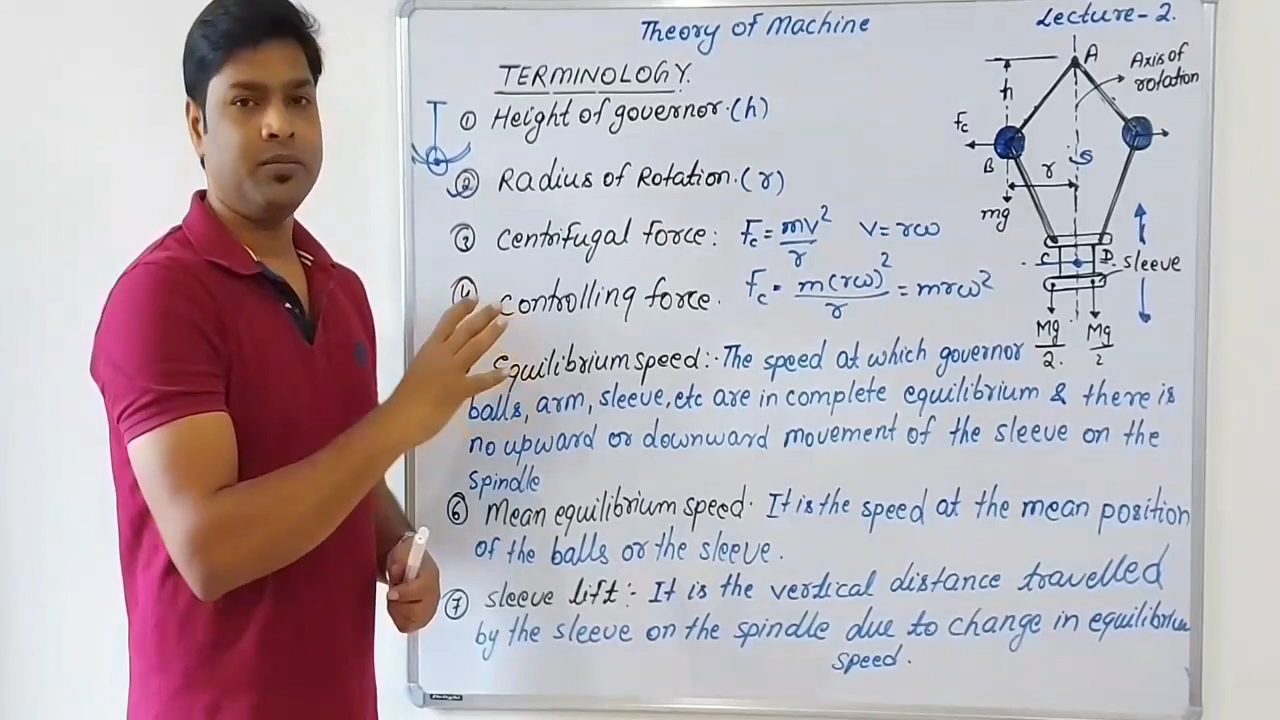 Theory of Machine
Lecture-2.
TERMINOLOGY.
① Height of governor.(h)
② Radius of Rotation.(r)
③ Centrifugal force: Fc = mv²/r   v = rω
④ Controlling force. Fc = m(rω)²/r = mrω²
equilibrium speed:- The speed at which governor
balls, arm, sleeve, etc are in complete equilibrium & there is
no upward or downward movement of the sleeve on the
spindle
⑥ Mean equilibrium speed. It is the speed at the mean position
of the balls or the sleeve.
⑦ sleeve lift:- It is the vertical distance travelled
by the sleeve on the spindle due to change in equilibrium
speed.
A
Axis of
rotation
h
Fc
B
r
mg
C
D.
sleeve
Mg/2.
Mg/2